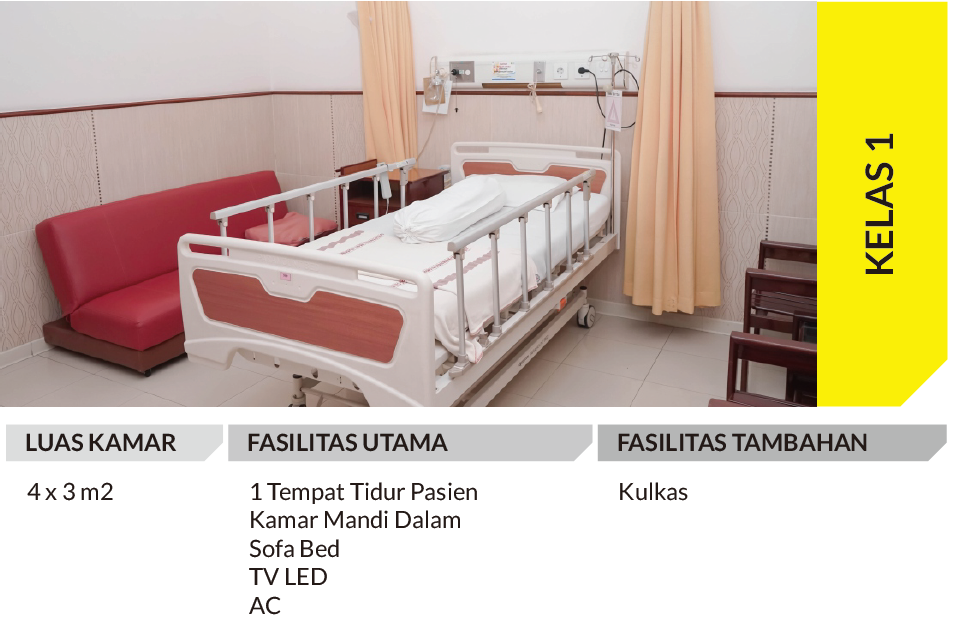 KELAS 1
LUAS KAMAR
4 x 3 m2
FASILITAS UTAMA
1 Tempat Tidur Pasien
Kamar Mandi Dalam
Sofa Bed
TV LED
AC
FASILITAS TAMBAHAN
Kulkas